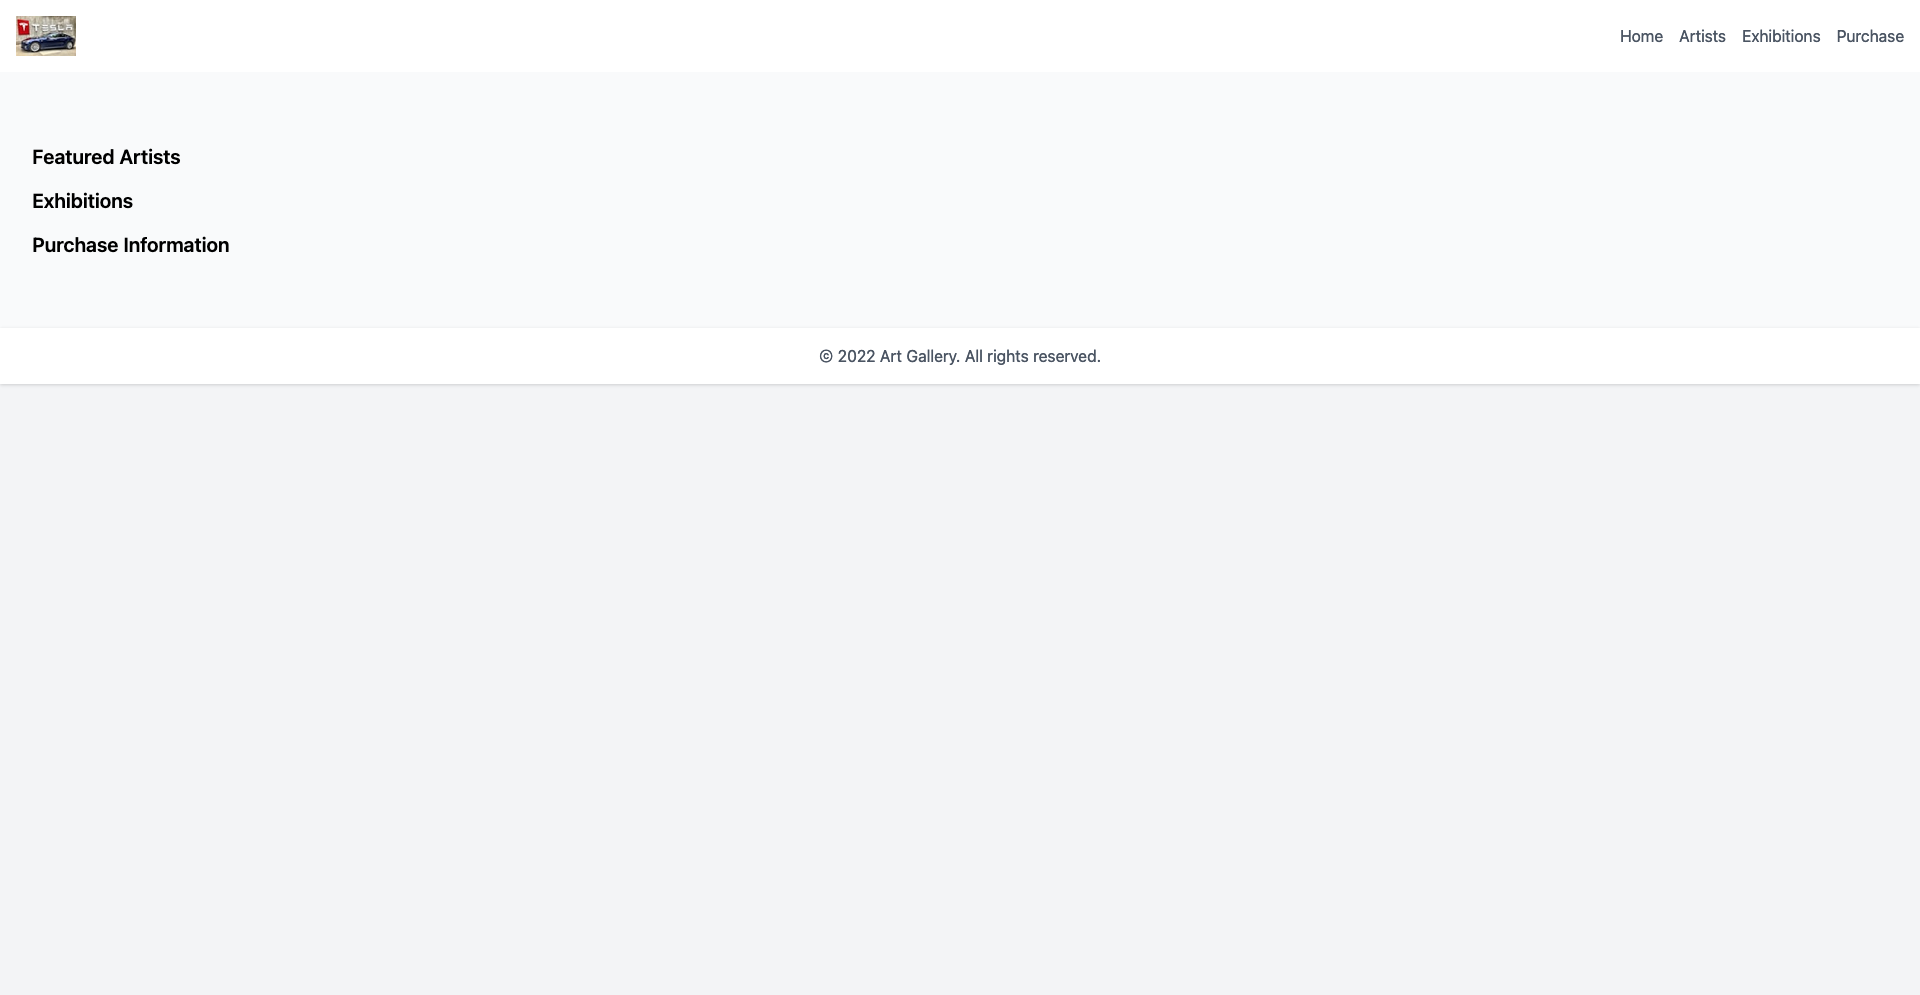 TESLA
Home Artists Exhibitions Purchase
Featured Artists
Exhibitions
Purchase Information
© 2022 Art Gallery. All rights reserved.